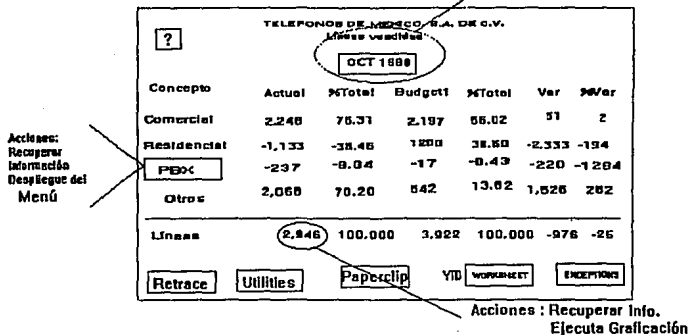 TELEFONOS DE MEXICO, S.A. DE C.V.
Líneas vendidas
?
OCT
Concepto Actual %Total Budget1 %Total Var %Var
Comercial 2,248 76.31 2,197 56.02 51 2
Residencial -1,133 -38.46 1200 30.60 -2,333 -194
PBX -237 -8.04 -17 -0.43 -220 -1294
Otros 2,068 70.20 542 13.82 1,526 282
Líneas 2,946 100.000 3,922 100.000 -976 -25
Retrace Utilities Paperclip YTD WORKSHEET EXCEPTIONS
Acciones:
Recuperar
Información
Despliegue del
Menú
Acciones : Recuperar Info.
Ejecuta Graficación